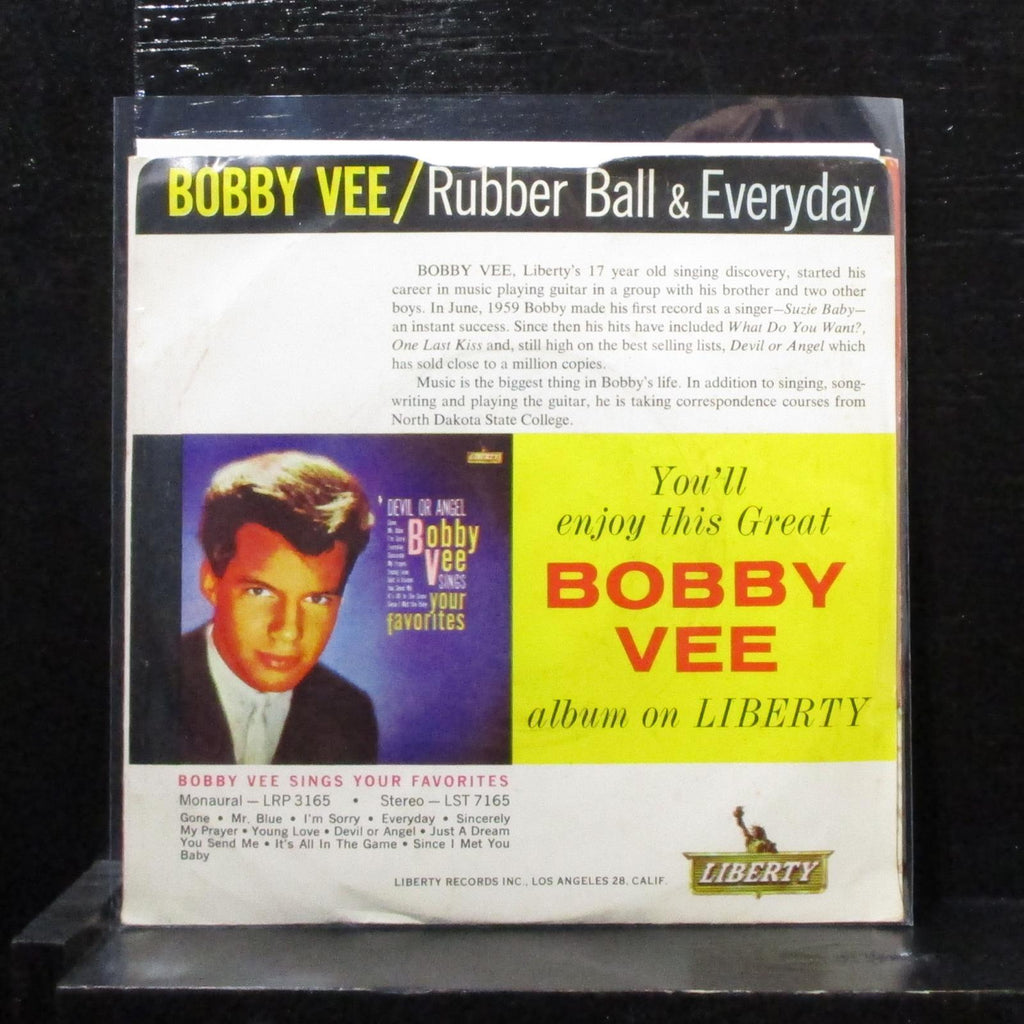 BOBBY VEE/Rubber Ball & Everyday
BOBBY VEE, Liberty's 17 year old singing discovery, started his
career in music playing guitar in a group with his brother and two other
boys. In June, 1959 Bobby made his first record as a singer—Suzie Baby—
an instant success. Since then his hits have included What Do You Want?,
One Last Kiss and, still high on the best selling lists, Devil or Angel which
has sold close to a million copies.
Music is the biggest thing in Bobby's life. In addition to singing, song-
writing and playing the guitar, he is taking correspondence courses from
North Dakota State College.
LIBERTY
DEVIL OR ANGEL
Bobby
Vee
SINGS
your
favorites
You'll
enjoy this Great
BOBBY
VEE
album on LIBERTY
BOBBY VEE SINGS YOUR FAVORITES
Monaural — LRP 3165 • Stereo — LST 7165
Gone • Mr. Blue • I'm Sorry • Everyday • Sincerely
My Prayer • Young Love • Devil or Angel • Just A Dream
You Send Me • It's All In The Game • Since I Met You
Baby
LIBERTY RECORDS INC., LOS ANGELES 28, CALIF.
LIBERTY